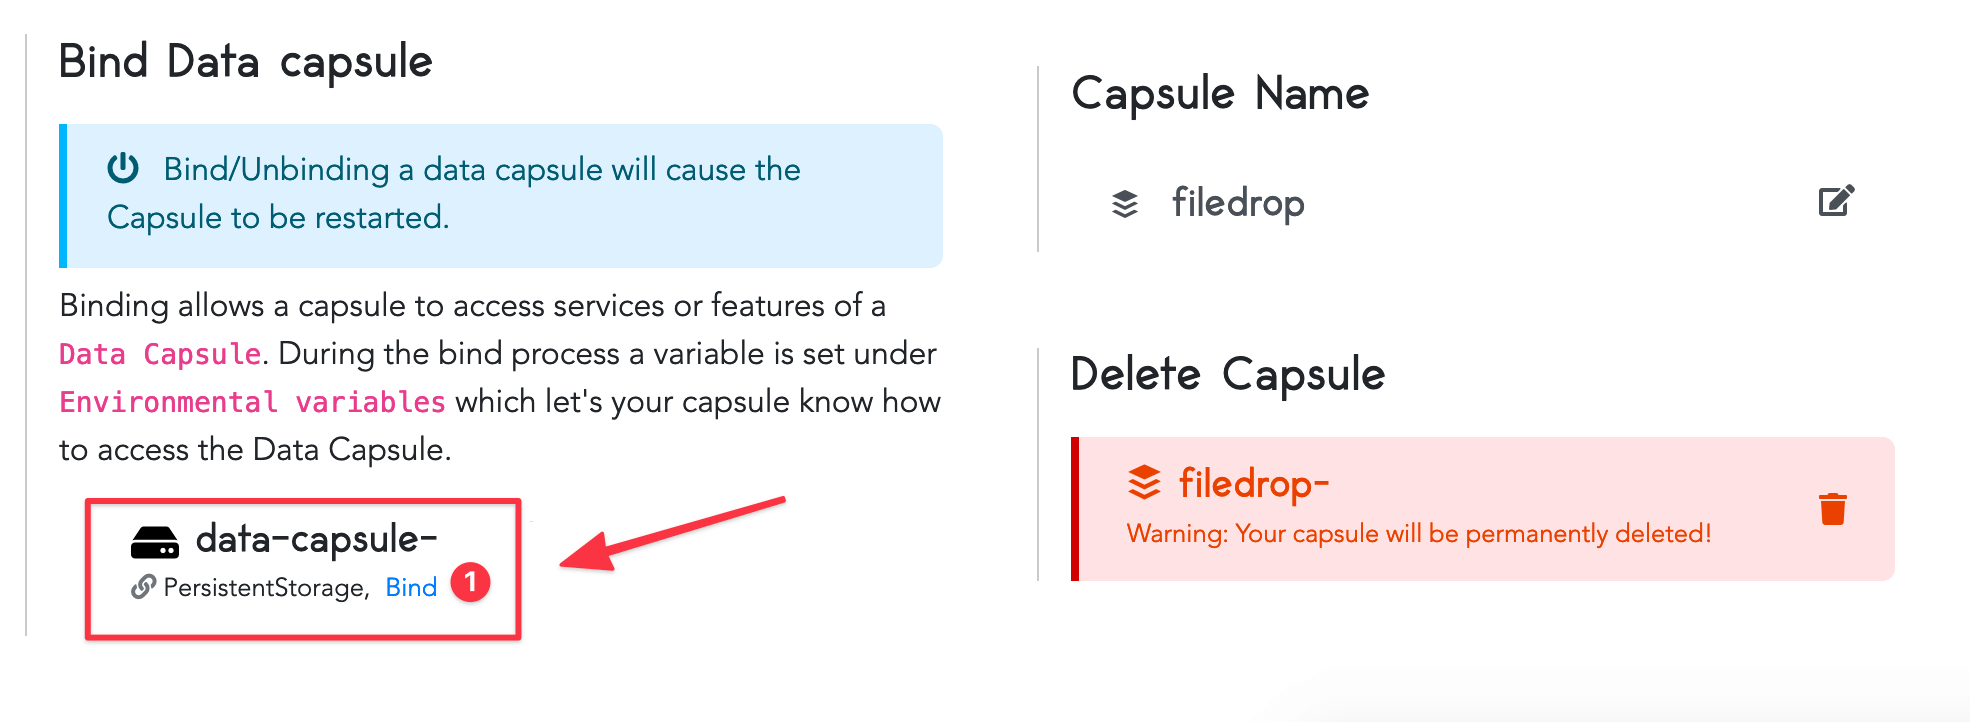 Bind Data capsule
Bind/Unbinding a data capsule will cause the
Capsule to be restarted.
Binding allows a capsule to access services or features of a
Data Capsule. During the bind process a variable is set under
Environmental variables which let's your capsule know how
to access the Data Capsule.
data-capsule-
PersistentStorage, Bind 1
Capsule Name
filedrop
Delete Capsule
filedrop-
Warning: Your capsule will be permanently deleted!